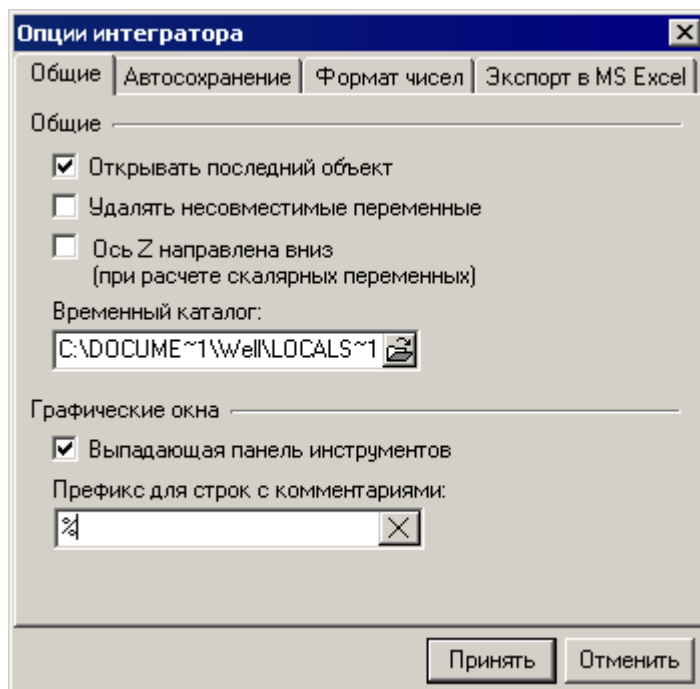 Опции интегратора
Общие Автосохранение Формат чисел Экспорт в MS Excel
Общие
Открывать последний объект
Удалять несовместимые переменные
Ось Z направлена вниз
(при расчете скалярных переменных)
Временный каталог:
C:\DOCUME~1\Well\LOCALS~1
Графические окна
Выпадающая панель инструментов
Префикс для строк с комментариями:
%
Принять Отменить